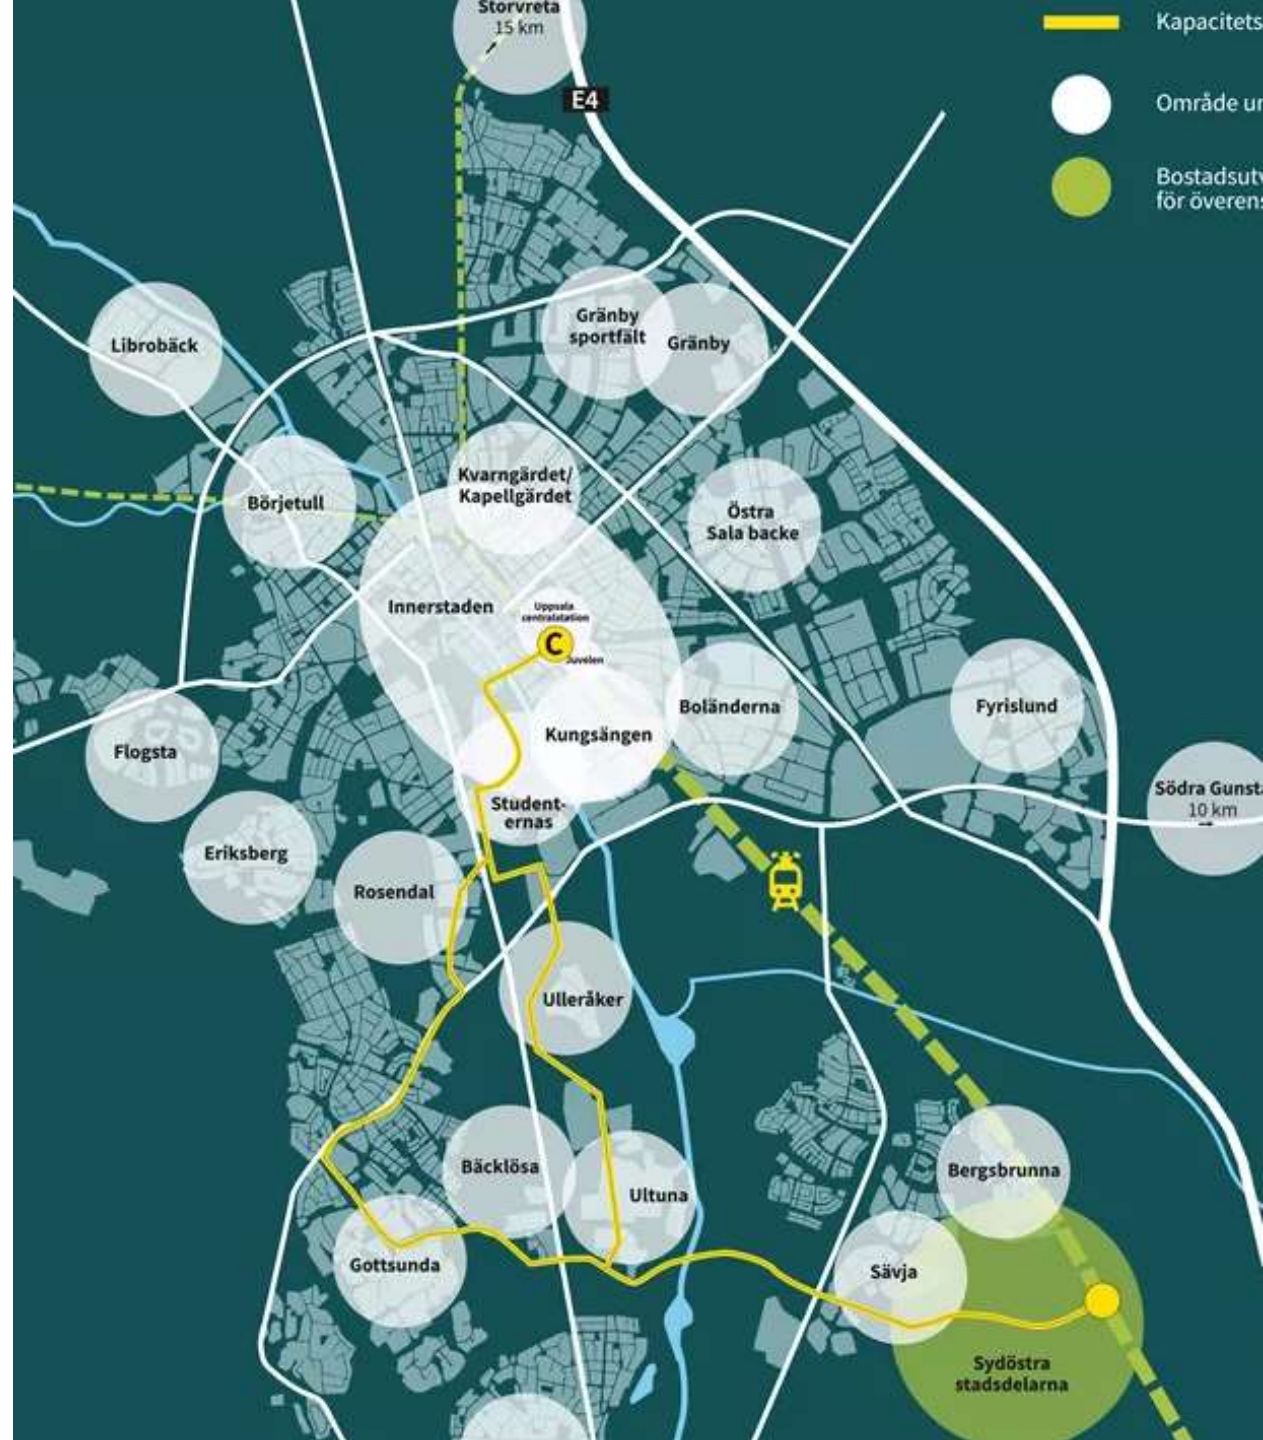 Storvreta
15 km
Kapacitets
E4
Område un
Bostadsutv
för överens
Gränby
sportfält
Gränby
Librobäck
Kvarngärdet/
Kapellgärdet
Börjetull
Östra
Sala backe
Innerstaden
Uppsala
centralstation
C
Juvelen
Boländerna
Fyrislund
Kungsängen
Flogsta
Södra Gunsta
10 km
Student-
ernas
Eriksberg
Rosendal
Ulleråker
Bäcklösa
Bergsbrunna
Ultuna
Gottsunda
Sävja
Sydöstra
stadsdelarna